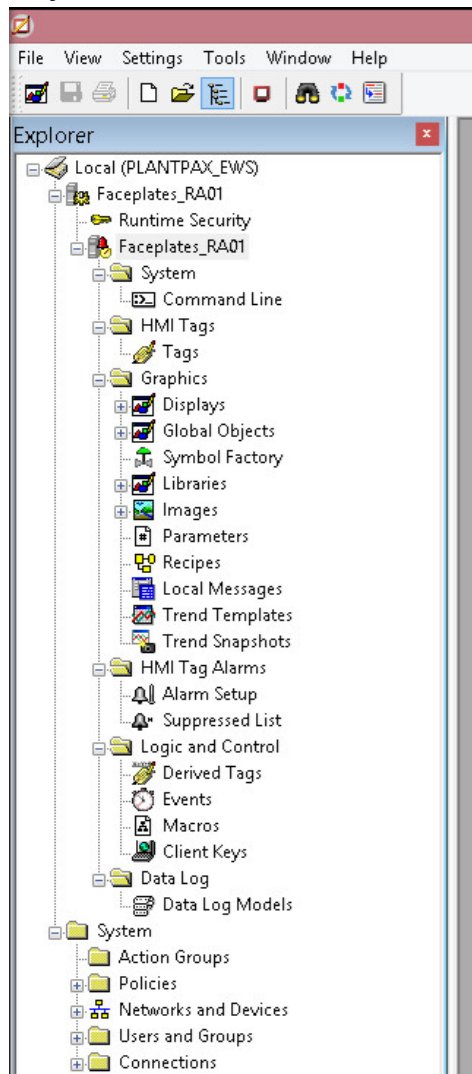 File View Settings Tools Window Help
Explorer
Local (PLANTPAX_EWS)
Faceplates_RA01
Runtime Security
Faceplates_RA01
System
Command Line
HMI Tags
Tags
Graphics
Displays
Global Objects
Symbol Factory
Libraries
Images
Parameters
Recipes
Local Messages
Trend Templates
Trend Snapshots
HMI Tag Alarms
Alarm Setup
Suppressed List
Logic and Control
Derived Tags
Events
Macros
Client Keys
Data Log
Data Log Models
System
Action Groups
Policies
Networks and Devices
Users and Groups
Connections